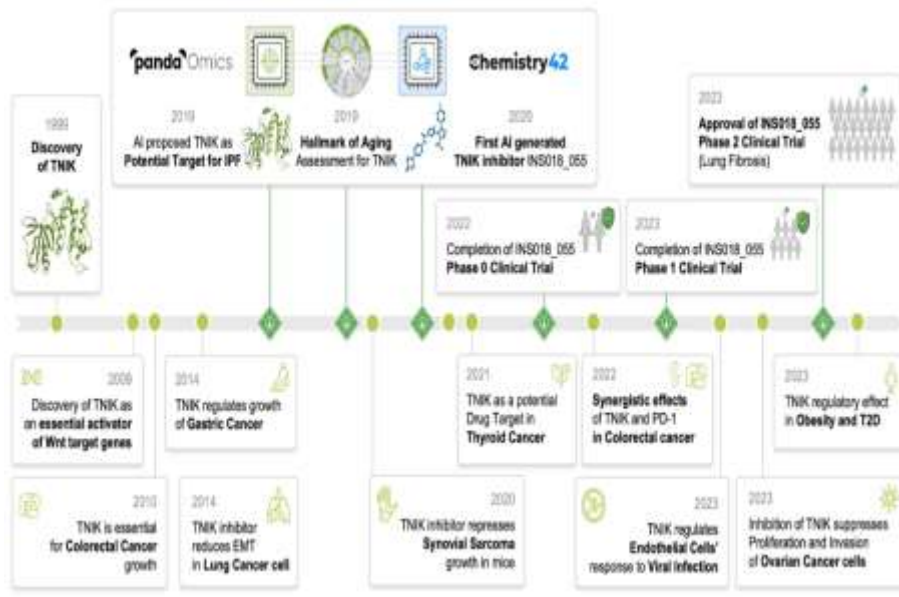 pandaOmics
Chemistry42
1999
Discovery
of TNIK
2019
AI proposed TNIK as
Potential Target for IPF
2019
Hallmark of Aging
Assessment for TNIK
2020
First AI generated
TNIK inhibitor INS018_055
2023
Approval of INS018_055
Phase 2 Clinical Trial
(Lung Fibrosis)
2022
Completion of INS018_055
Phase 0 Clinical Trial
2023
Completion of INS018_055
Phase 1 Clinical Trial
2009
Discovery of TNIK as
an essential activator
of Wnt target genes
2014
TNIK regulates growth
of Gastric Cancer
2021
TNIK as a potential
Drug Target in
Thyroid Cancer
2022
Synergistic effects
of TNIK and PD-1
in Colorectal cancer
2023
TNIK regulatory effect
in Obesity and T2D
2010
TNIK is essential
for Colorectal Cancer
growth
2014
TNIK inhibitor
reduces EMT
in Lung Cancer cell
2020
TNIK inhibitor represses
Synovial Sarcoma
growth in mice
2023
TNIK regulates
Endothelial Cells'
response to Viral Infection
2023
Inhibition of TNIK suppresses
Proliferation and Invasion
of Ovarian Cancer cells